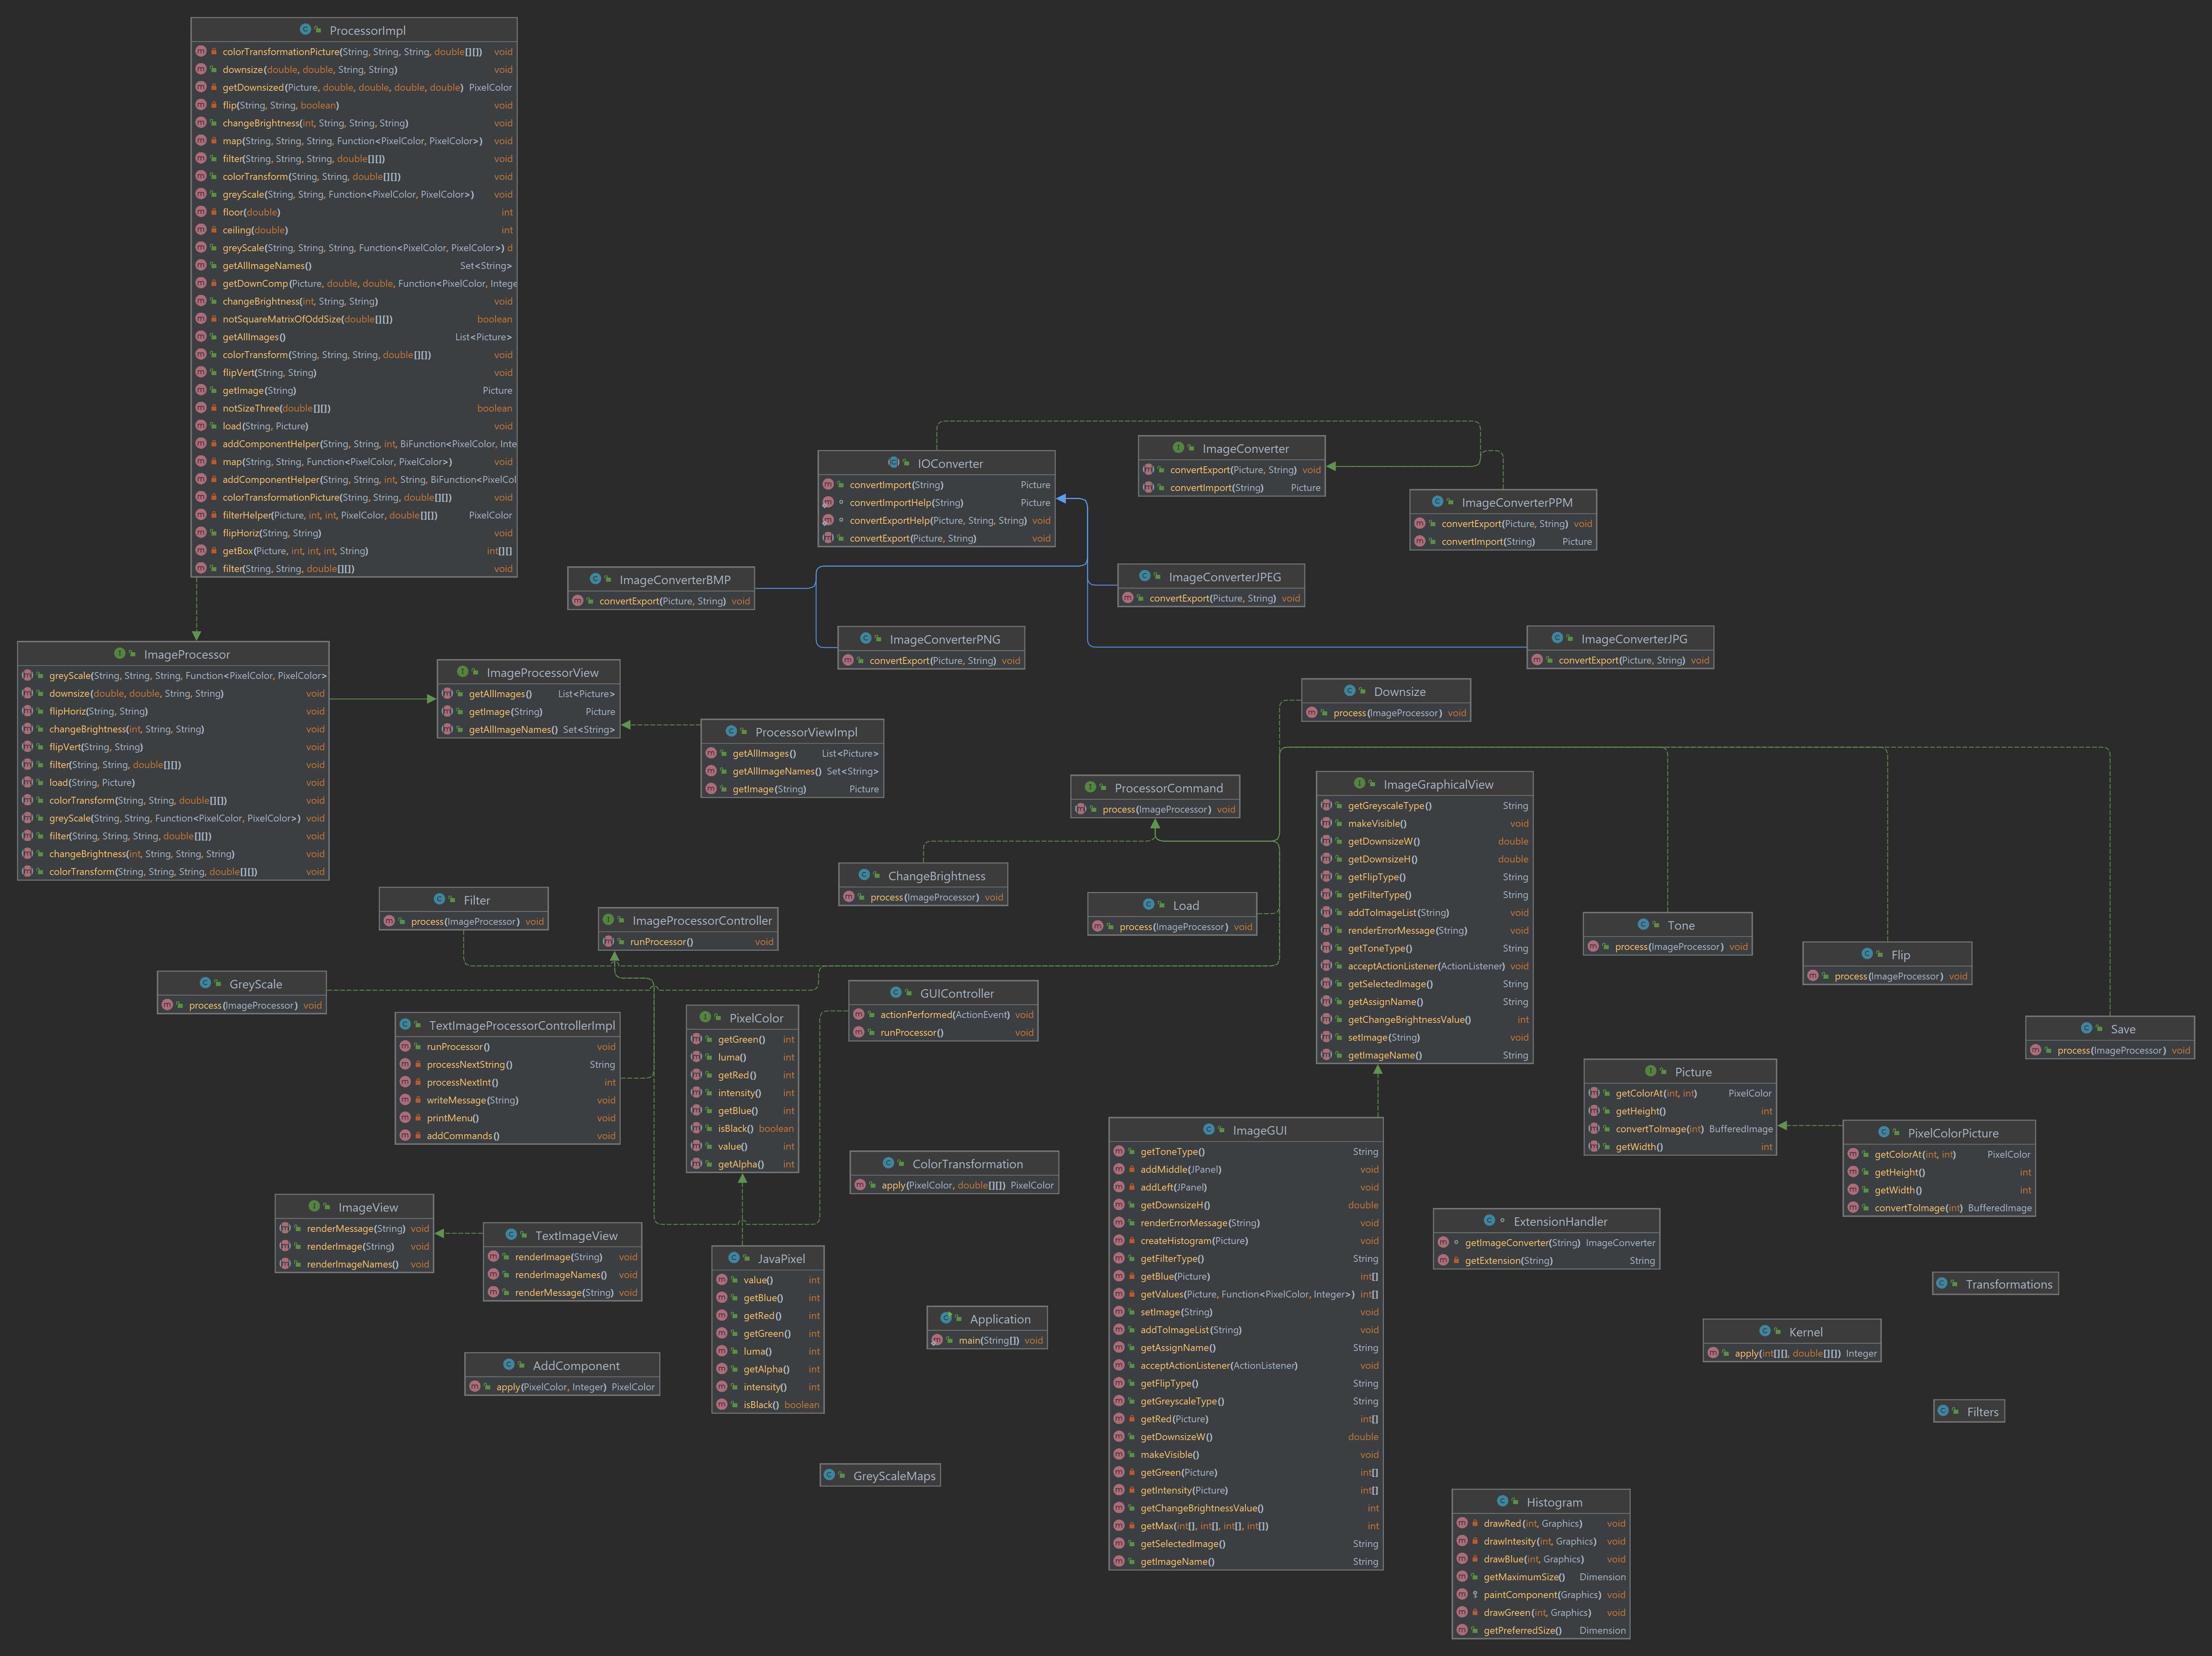 ProcessorImpl
colorTransformationPicture(String, String, String, double[][]) void
downsize(double, double, String, String) void
getDownsized(Picture, double, double, double, double) PixelColor
flip(String, String, boolean) void
changeBrightness(int, String, String, String) void
map(String, String, String, Function<PixelColor, PixelColor>) void
filter(String, String, String, double[][]) void
colorTransform(String, String, double[][]) void
greyScale(String, String, Function<PixelColor, PixelColor>) void
floor(double) int
ceiling(double) int
greyScale(String, String, String, Function<PixelColor, PixelColor>) d
getAllImageNames() Set<String>
getDownComp(Picture, double, double, Function<PixelColor, Intege
changeBrightness(int, String, String) void
notSquareMatrixOfOddSize(double[][]) boolean
getAllImages() List<Picture>
colorTransform(String, String, String, double[][]) void
flipVert(String, String) void
getImage(String) Picture
notSizeThree(double[][]) boolean
load(String, Picture) void
addComponentHelper(String, String, int, BiFunction<PixelColor, Inte
map(String, String, Function<PixelColor, PixelColor>) void
addComponentHelper(String, String, int, String, BiFunction<PixelCol
colorTransformationPicture(String, String, double[][]) void
filterHelper(Picture, int, int, PixelColor, double[][]) PixelColor
flipHoriz(String, String) void
getBox(Picture, int, int, int, String) int[][]
filter(String, String, double[][]) void
IOConverter
convertImport(String) Picture
convertImportHelp(String) Picture
convertExportHelp(Picture, String, String) void
convertExport(Picture, String) void
ImageConverter
convertExport(Picture, String) void
convertImport(String) Picture
ImageConverterPPM
convertExport(Picture, String) void
convertImport(String) Picture
ImageConverterBMP
convertExport(Picture, String) void
ImageConverterJPEG
convertExport(Picture, String) void
ImageConverterPNG
convertExport(Picture, String) void
ImageConverterJPG
convertExport(Picture, String) void
ImageProcessor
greyScale(String, String, String, Function<PixelColor, PixelColor>
downsize(double, double, String, String) void
flipHoriz(String, String) void
changeBrightness(int, String, String) void
flipVert(String, String) void
filter(String, String, double[][]) void
load(String, Picture) void
colorTransform(String, String, double[][]) void
greyScale(String, String, Function<PixelColor, PixelColor>) void
filter(String, String, String, double[][]) void
changeBrightness(int, String, String, String) void
colorTransform(String, String, String, double[][]) void
ImageProcessorView
getAllImages() List<Picture>
getImage(String) Picture
getAllImageNames() Set<String>
ProcessorViewImpl
getAllImages() List<Picture>
getAllImageNames() Set<String>
getImage(String) Picture
Downsize
process(ImageProcessor) void
ProcessorCommand
process(ImageProcessor) void
ImageGraphicalView
getGreyscaleType() String
makeVisible() void
getDownsizeW() double
getDownsizeH() double
getFlipType() String
getFilterType() String
addToImageList(String) void
renderErrorMessage(String) void
getToneType() String
acceptActionListener(ActionListener) void
getSelectedImage() String
getAssignName() String
getChangeBrightnessValue() int
setImage(String) void
getImageName() String
ChangeBrightness
process(ImageProcessor) void
Load
process(ImageProcessor) void
Filter
process(ImageProcessor) void
ImageProcessorController
runProcessor() void
Tone
process(ImageProcessor) void
Flip
process(ImageProcessor) void
GreyScale
process(ImageProcessor) void
GUIController
actionPerformed(ActionEvent) void
runProcessor() void
TextImageProcessorControllerImpl
runProcessor() void
processNextString() String
processNextInt() int
writeMessage(String) void
printMenu() void
addCommands() void
PixelColor
getGreen() int
luma() int
getRed() int
intensity() int
getBlue() int
isBlack() boolean
value() int
getAlpha() int
Save
process(ImageProcessor) void
Picture
getColorAt(int, int) PixelColor
getHeight() int
convertToImage(int) BufferedImage
getWidth() int
PixelColorPicture
getColorAt(int, int) PixelColor
getHeight() int
getWidth() int
convertToImage(int) BufferedImage
ImageGUI
getToneType() String
addMiddle(JPanel) void
addLeft(JPanel) void
getDownsizeH() double
renderErrorMessage(String) void
createHistogram(Picture) void
getFilterType() String
getBlue(Picture) int[]
getValues(Picture, Function<PixelColor, Integer>) int[]
setImage(String) void
addToImageList(String) void
getAssignName() String
acceptActionListener(ActionListener) void
getFlipType() String
getGreyscaleType() String
getRed(Picture) int[]
getDownsizeW() double
makeVisible() void
getGreen(Picture) int[]
getIntensity(Picture) int[]
getChangeBrightnessValue() int
getMax(int[], int[], int[], int[]) int
getSelectedImage() String
getImageName() String
ColorTransformation
apply(PixelColor, double[][]) PixelColor
ImageView
renderMessage(String) void
renderImage(String) void
renderImageNames() void
TextImageView
renderImage(String) void
renderImageNames() void
renderMessage(String) void
JavaPixel
value() int
getBlue() int
getRed() int
getGreen() int
luma() int
getAlpha() int
intensity() int
isBlack() boolean
ExtensionHandler
getImageConverter(String) ImageConverter
getExtension(String) String
Transformations
Application
main(String[]) void
Kernel
apply(int[][], double[][]) Integer
AddComponent
apply(PixelColor, Integer) PixelColor
Filters
GreyScaleMaps
Histogram
drawRed(int, Graphics) void
drawIntesity(int, Graphics) void
drawBlue(int, Graphics) void
getMaximumSize() Dimension
paintComponent(Graphics) void
drawGreen(int, Graphics) void
getPreferredSize() Dimension